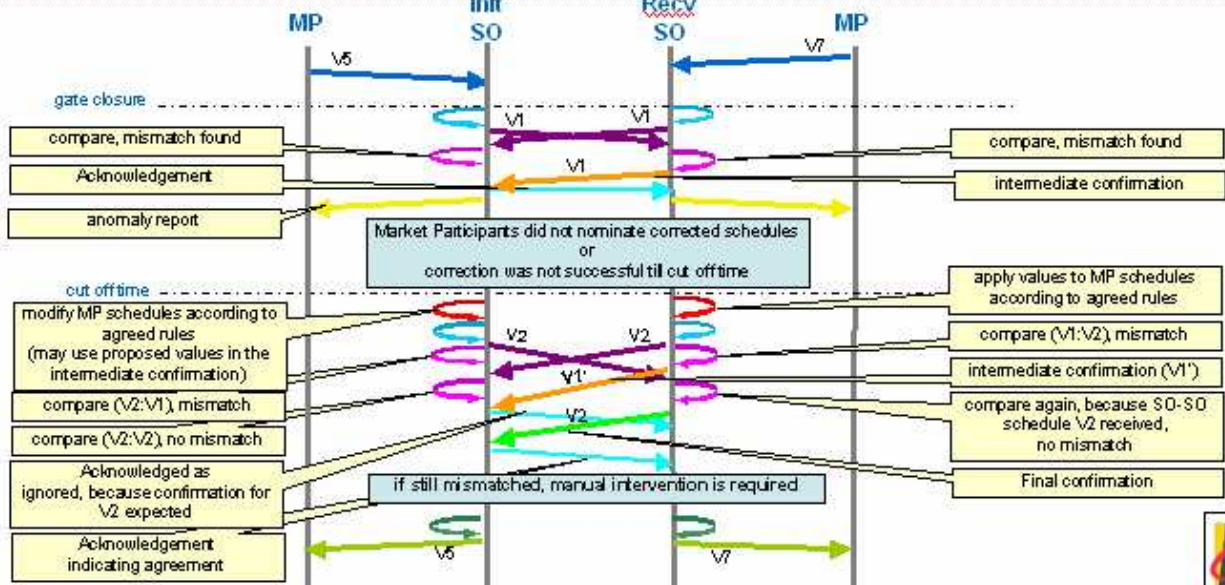 MP
Init
SO
Recv
SO
MP
V5
V7
gate closure
V1
V1
compare, mismatch found
compare, mismatch found
V1
Acknowledgement
intermediate confirmation
anomaly report
Market Participants did not nominate corrected schedules
or
correction was not successful till cut off time
cut off time
apply values to MP schedules
according to agreed rules
modify MP schedules according to
agreed rules
(may use proposed values in the
intermediate confirmation)
V2
V2
compare (V1:V2), mismatch
V1'
intermediate confirmation (V1')
compare (V2:V1), mismatch
V2
compare again, because SO-SO
schedule V2 received,
no mismatch
compare (V2:V2), no mismatch
Acknowledged as
ignored, because confirmation for
V2 expected
Final confirmation
if still mismatched, manual intervention is required
Acknowledgement
indicating agreement
V5
V7